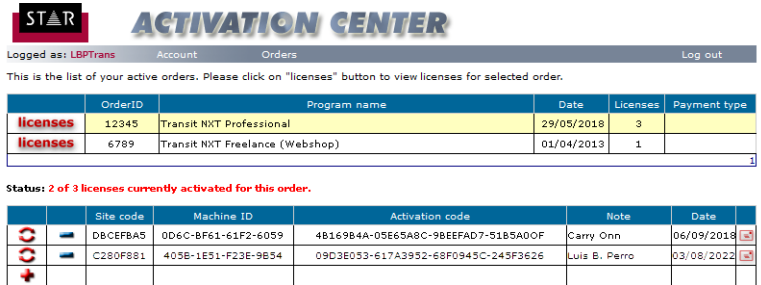 STAR ACTIVATION CENTER
Logged as: LBPTrans Account Orders Log out
This is the list of your active orders. Please click on "licenses" button to view licenses for selected order.
OrderID Program name Date Licenses Payment type
licenses 12345 Transit NXT Professional 29/05/2018 3
licenses 6789 Transit NXT Freelance (Webshop) 01/04/2013 1
1
Status: 2 of 3 licenses currently activated for this order.
Site code Machine ID Activation code Note Date
DBCEFBA5 0D6C-BF61-61F2-6059 4B169B4A-05E65A8C-9BEEFAD7-51B5A0OF Carry Onn 06/09/2018
C280F881 405B-1E51-F23E-9B54 09D3E053-617A3952-68F0945C-245F3626 Luis B. Perro 03/08/2022